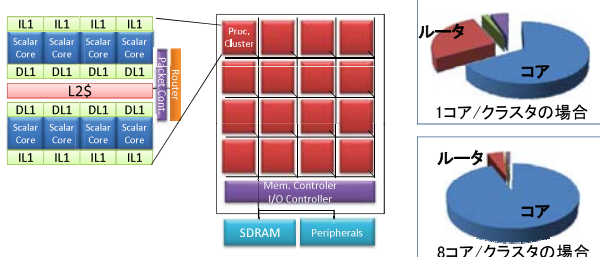 IL1 IL1 IL1 IL1
Scalar Core Scalar Core Scalar Core Scalar Core
DL1 DL1 DL1 DL1
L2$
DL1 DL1 DL1 DL1
Scalar Core Scalar Core Scalar Core Scalar Core
IL1 IL1 IL1 IL1
Packet Cont.
Router
Proc.
Cluster
Mem. Controler
I/O Controller
SDRAM
Peripherals
ルータ
コア
1コア/クラスタの場合
ルータ
コア
8コア/クラスタの場合